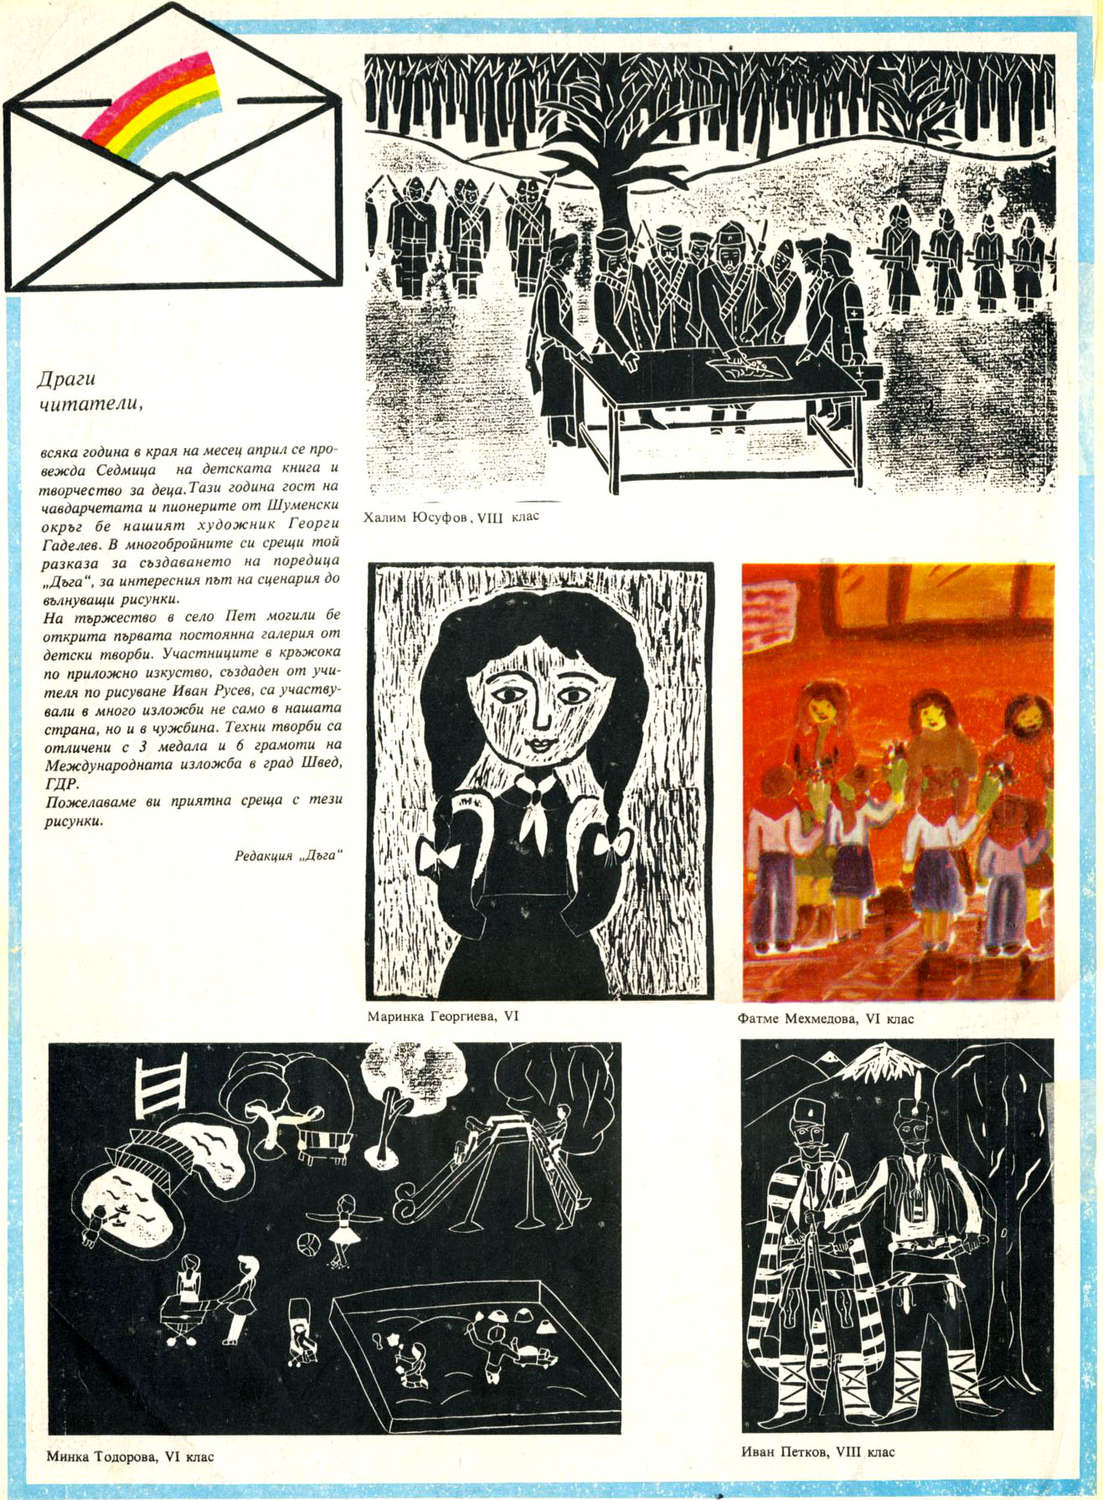 Драги
читатели,
всяка година в края на месец април се про-
вежда Седмица на детската книга и
творчество за деца. Тази година гост на
чавдарчетата и пионерите от Шуменски
окръг бе нашият художник Георги
Гаделев. В многобройните си срещи той
разказа за създаването на поредица
„Дъга“, за интересния път на сценария до
вълнуващи рисунки.
На тържество в село Пет могили бе
открита първата постоянна галерия от
детски творби. Участниците в кръжока
по приложно изкуство, създаден от учи-
теля по рисуване Иван Русев, са участву-
вали в много изложби не само в нашата
страна, но и в чужбина. Техни творби са
отличени с 3 медала и 6 грамоти на
Международната изложба в град Швед,
ГДР.
Пожелаваме ви приятна среща с тези
рисунки.
Редакция „Дъга“
Халим Юсуфов, VIII клас
Маринка Георгиева, VI
Фатме Мехмедова, VI клас
Минка Тодорова, VI клас
Иван Петков, VIII клас